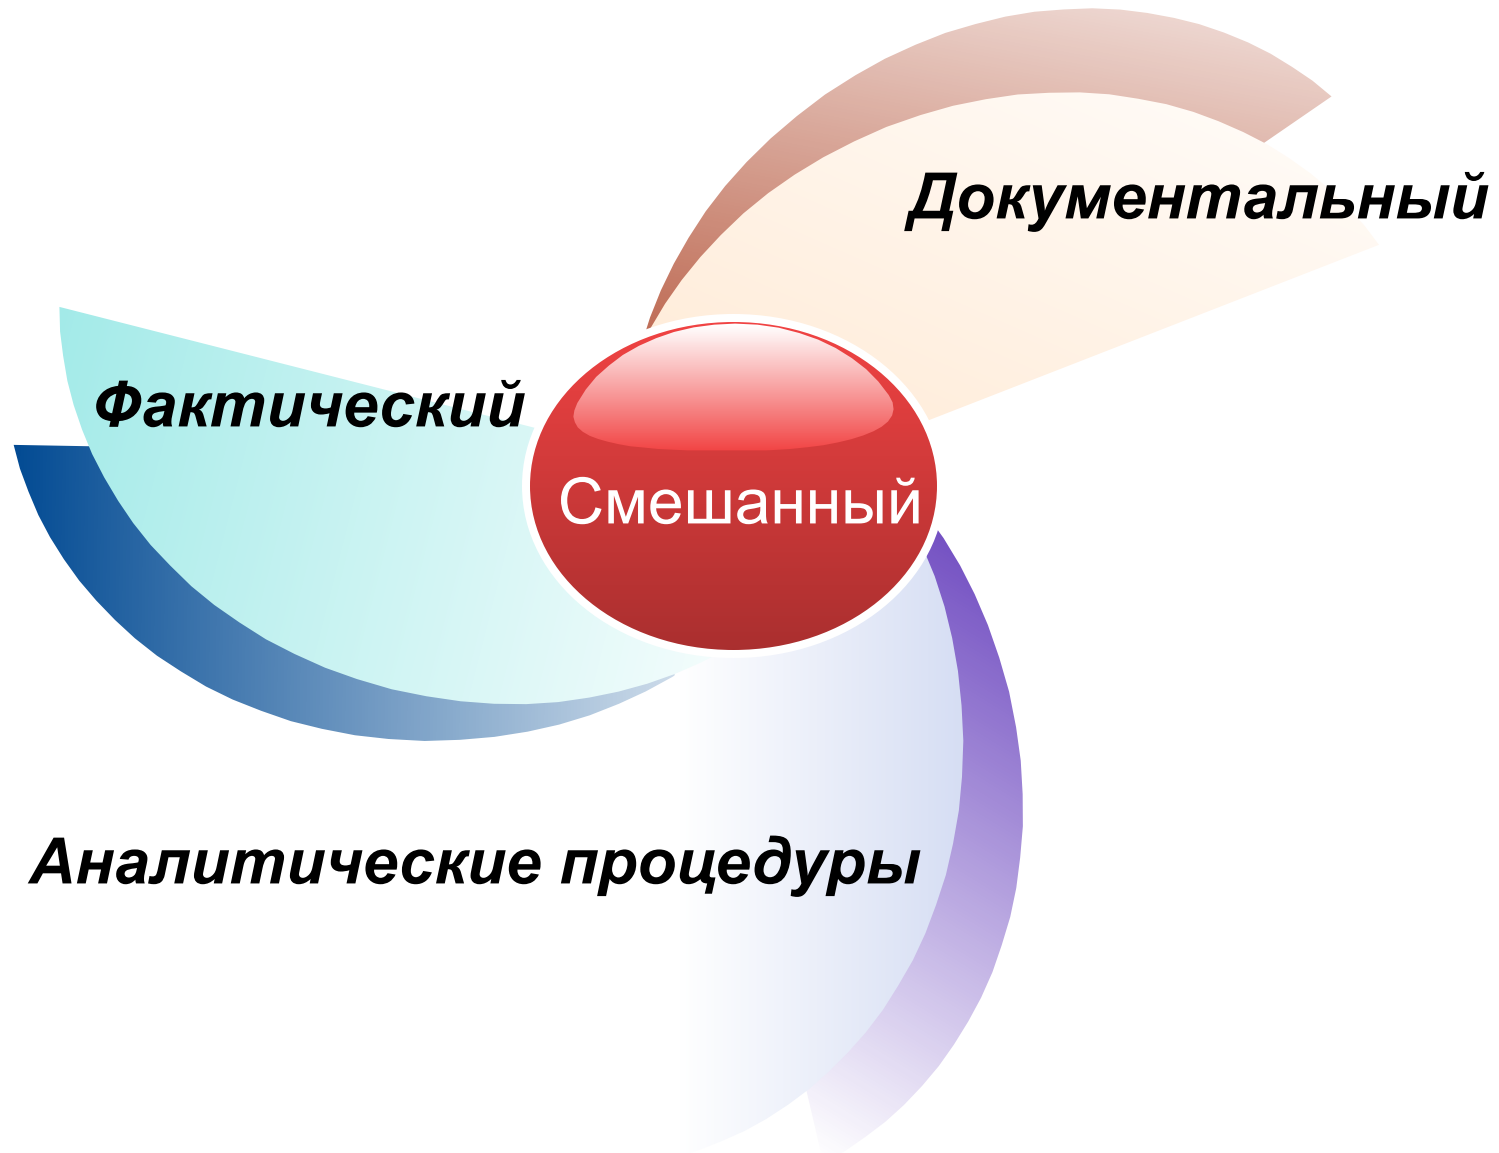 Документальный
Фактический
Смешанный
Аналитические процедуры